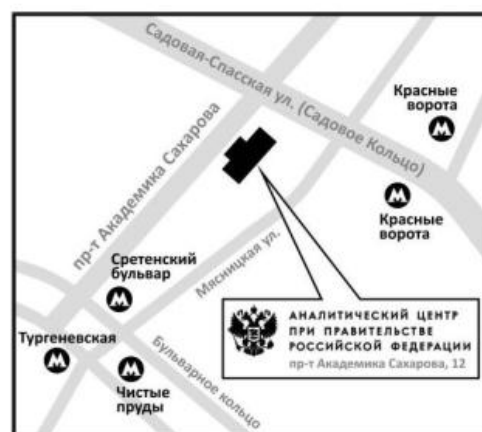 Садовая-Спасская ул. (Садовое Кольцо)
Красные
ворота
пр-т Академика Сахарова
Красные
ворота
Мясницкая ул.
Сретенский
бульвар
АНАЛИТИЧЕСКИЙ ЦЕНТР
ПРИ ПРАВИТЕЛЬСТВЕ
РОССИЙСКОЙ ФЕДЕРАЦИИ
пр-т Академика Сахарова, 12
Тургеневская
Бульварное кольцо
Чистые
пруды